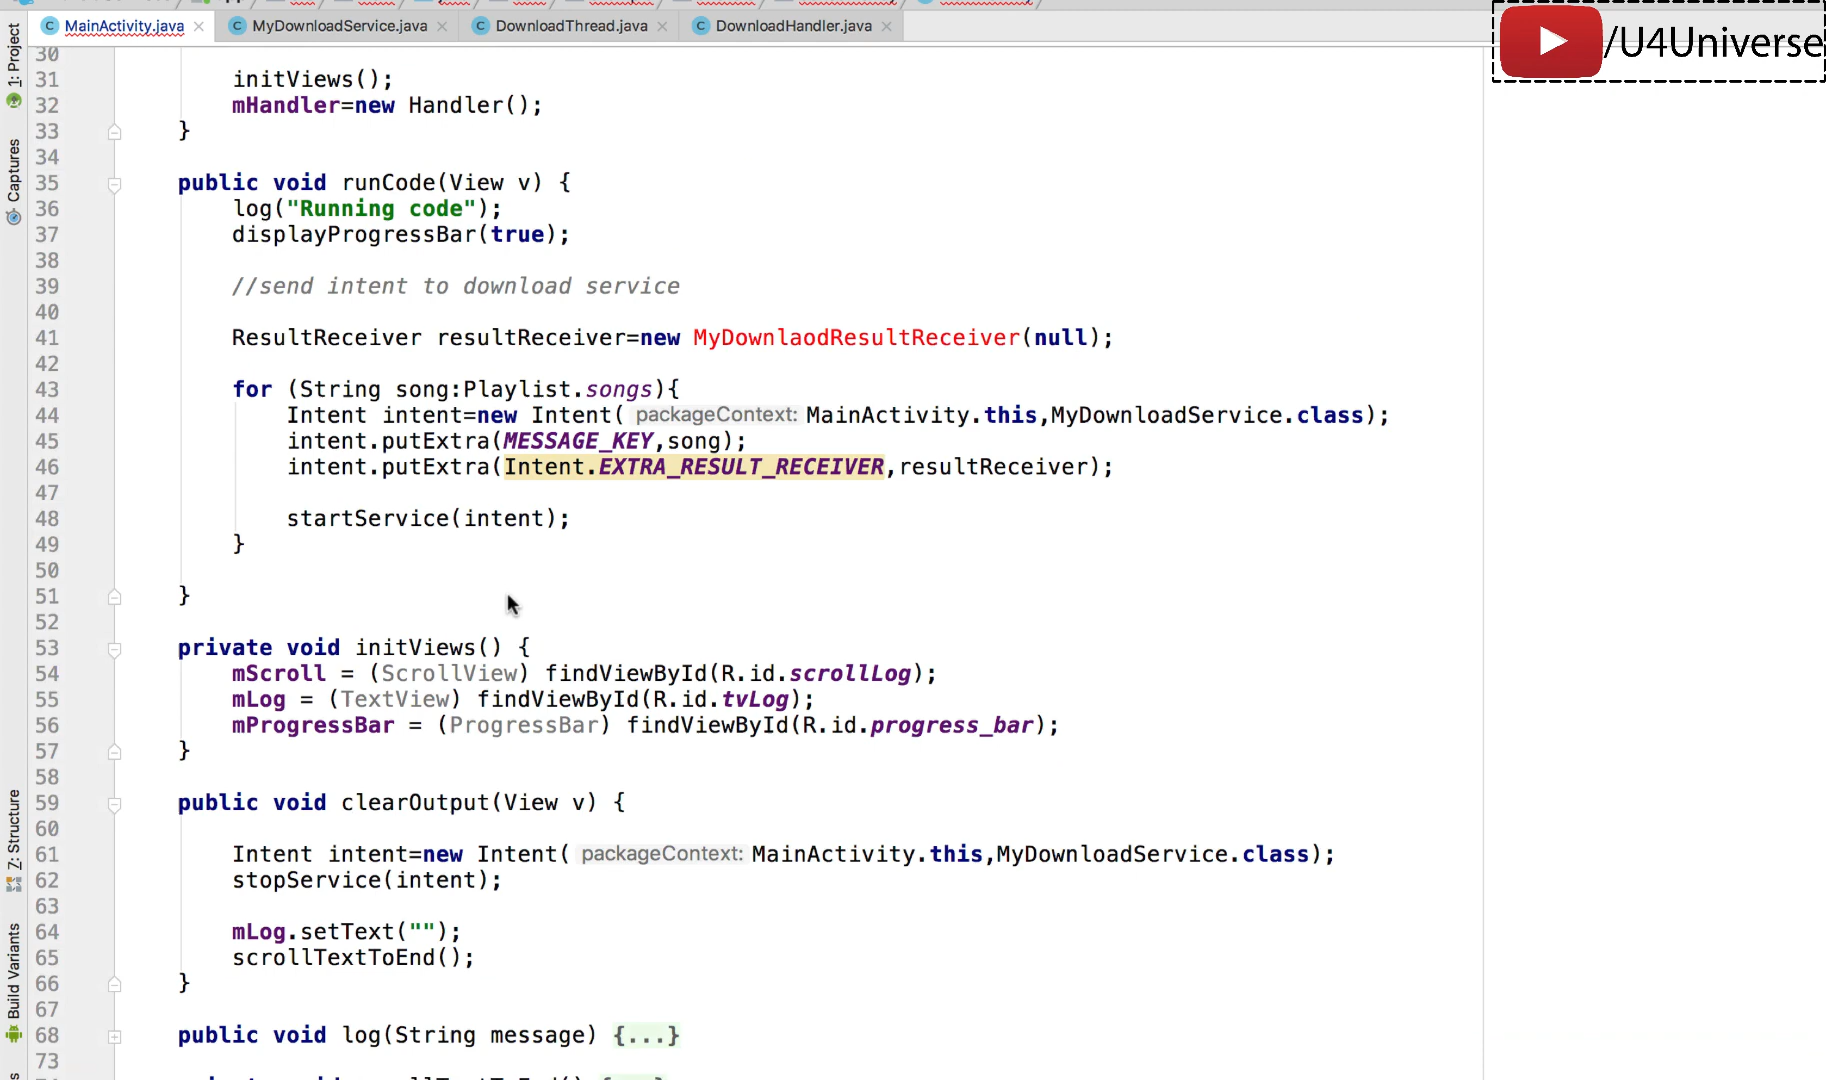 MainActivity.java MyDownloadService.java DownloadThread.java DownloadHandler.java
/U4Universe
1: Project
Captures
Z: Structure
Build Variants
30
31 initViews();
32 mHandler=new Handler();
33 }
34
35 public void runCode(View v) {
36 log("Running code");
37 displayProgressBar(true);
38
39 //send intent to download service
40
41 ResultReceiver resultReceiver=new MyDownlaodResultReceiver(null);
42
43 for (String song:Playlist.songs){
44 Intent intent=new Intent( packageContext: MainActivity.this,MyDownloadService.class);
45 intent.putExtra(MESSAGE_KEY,song);
46 intent.putExtra(Intent.EXTRA_RESULT_RECEIVER,resultReceiver);
47
48 startService(intent);
49 }
50
51 }
52
53 private void initViews() {
54 mScroll = (ScrollView) findViewById(R.id.scrollLog);
55 mLog = (TextView) findViewById(R.id.tvLog);
56 mProgressBar = (ProgressBar) findViewById(R.id.progress_bar);
57 }
58
59 public void clearOutput(View v) {
60
61 Intent intent=new Intent( packageContext: MainActivity.this,MyDownloadService.class);
62 stopService(intent);
63
64 mLog.setText("");
65 scrollTextToEnd();
66 }
67
68 public void log(String message) {...}
73